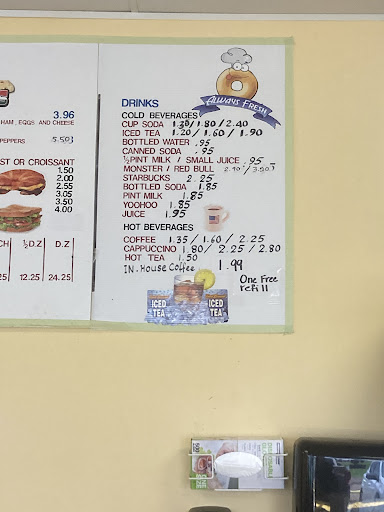 3.96
HAM, EGGS AND CHEESE
PEPPERS 5.50
ST OR CROISSANT
1.50
2.00
2.55
3.05
3.50
4.00
CH ½ D.Z D.Z
25 12.25 24.25
ALWAYS FRESH
DRINKS
COLD BEVERAGES
CUP SODA 1.35/1.80/2.40
ICED TEA 1.20/1.60/1.90
BOTTLED WATER .95
CANNED SODA .95
½PINT MILK / SMALL JUICE .95
MONSTER / RED BULL
STARBUCKS 2.25
BOTTLED SODA 1.85
PINT MILK 1.85
YOOHOO 1.85
JUICE 1.95
HOT BEVERAGES
COFFEE 1.35/1.60/2.25
CAPPUCCINO 1.80/2.25/2.80
HOT TEA 1.50
IN-House Coffee 1.99
One Free
refill
ICED TEA
ICED TEA